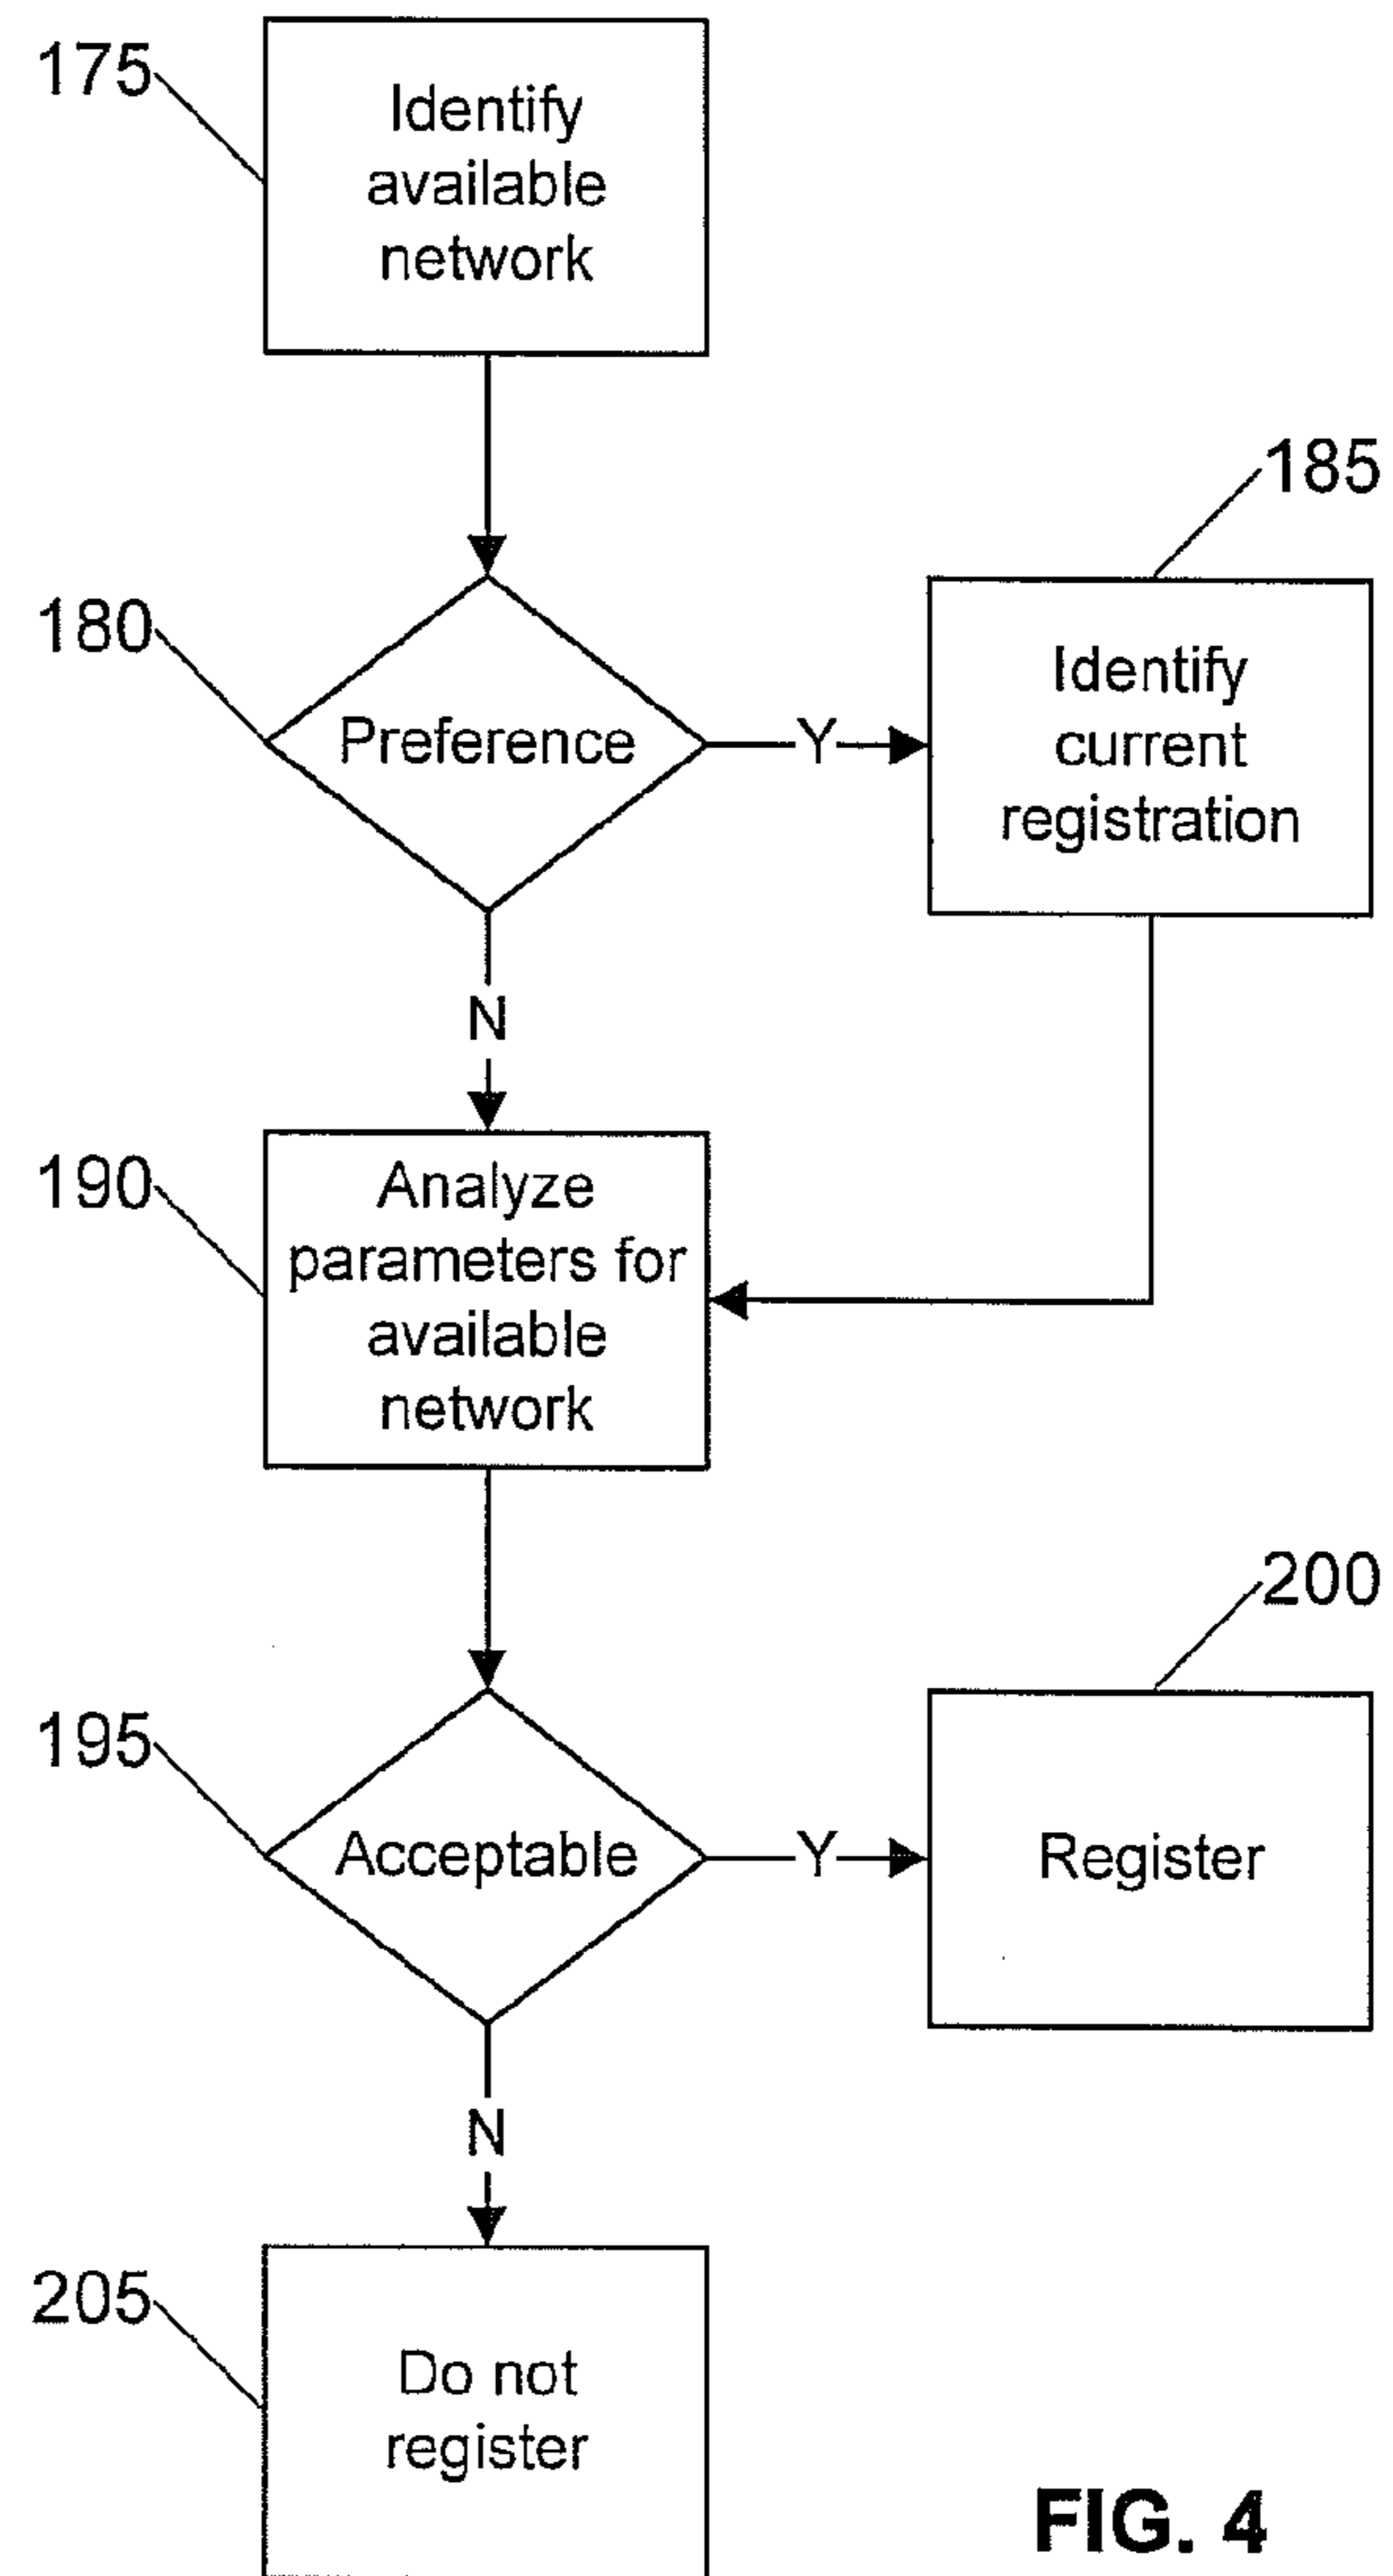 175
Identify
available
network
185
180
Preference
Y
Identify
current
registration
N
190
Analyze
parameters for
available
network
200
195
Acceptable
Y
Register
N
205
Do not
register
FIG. 4